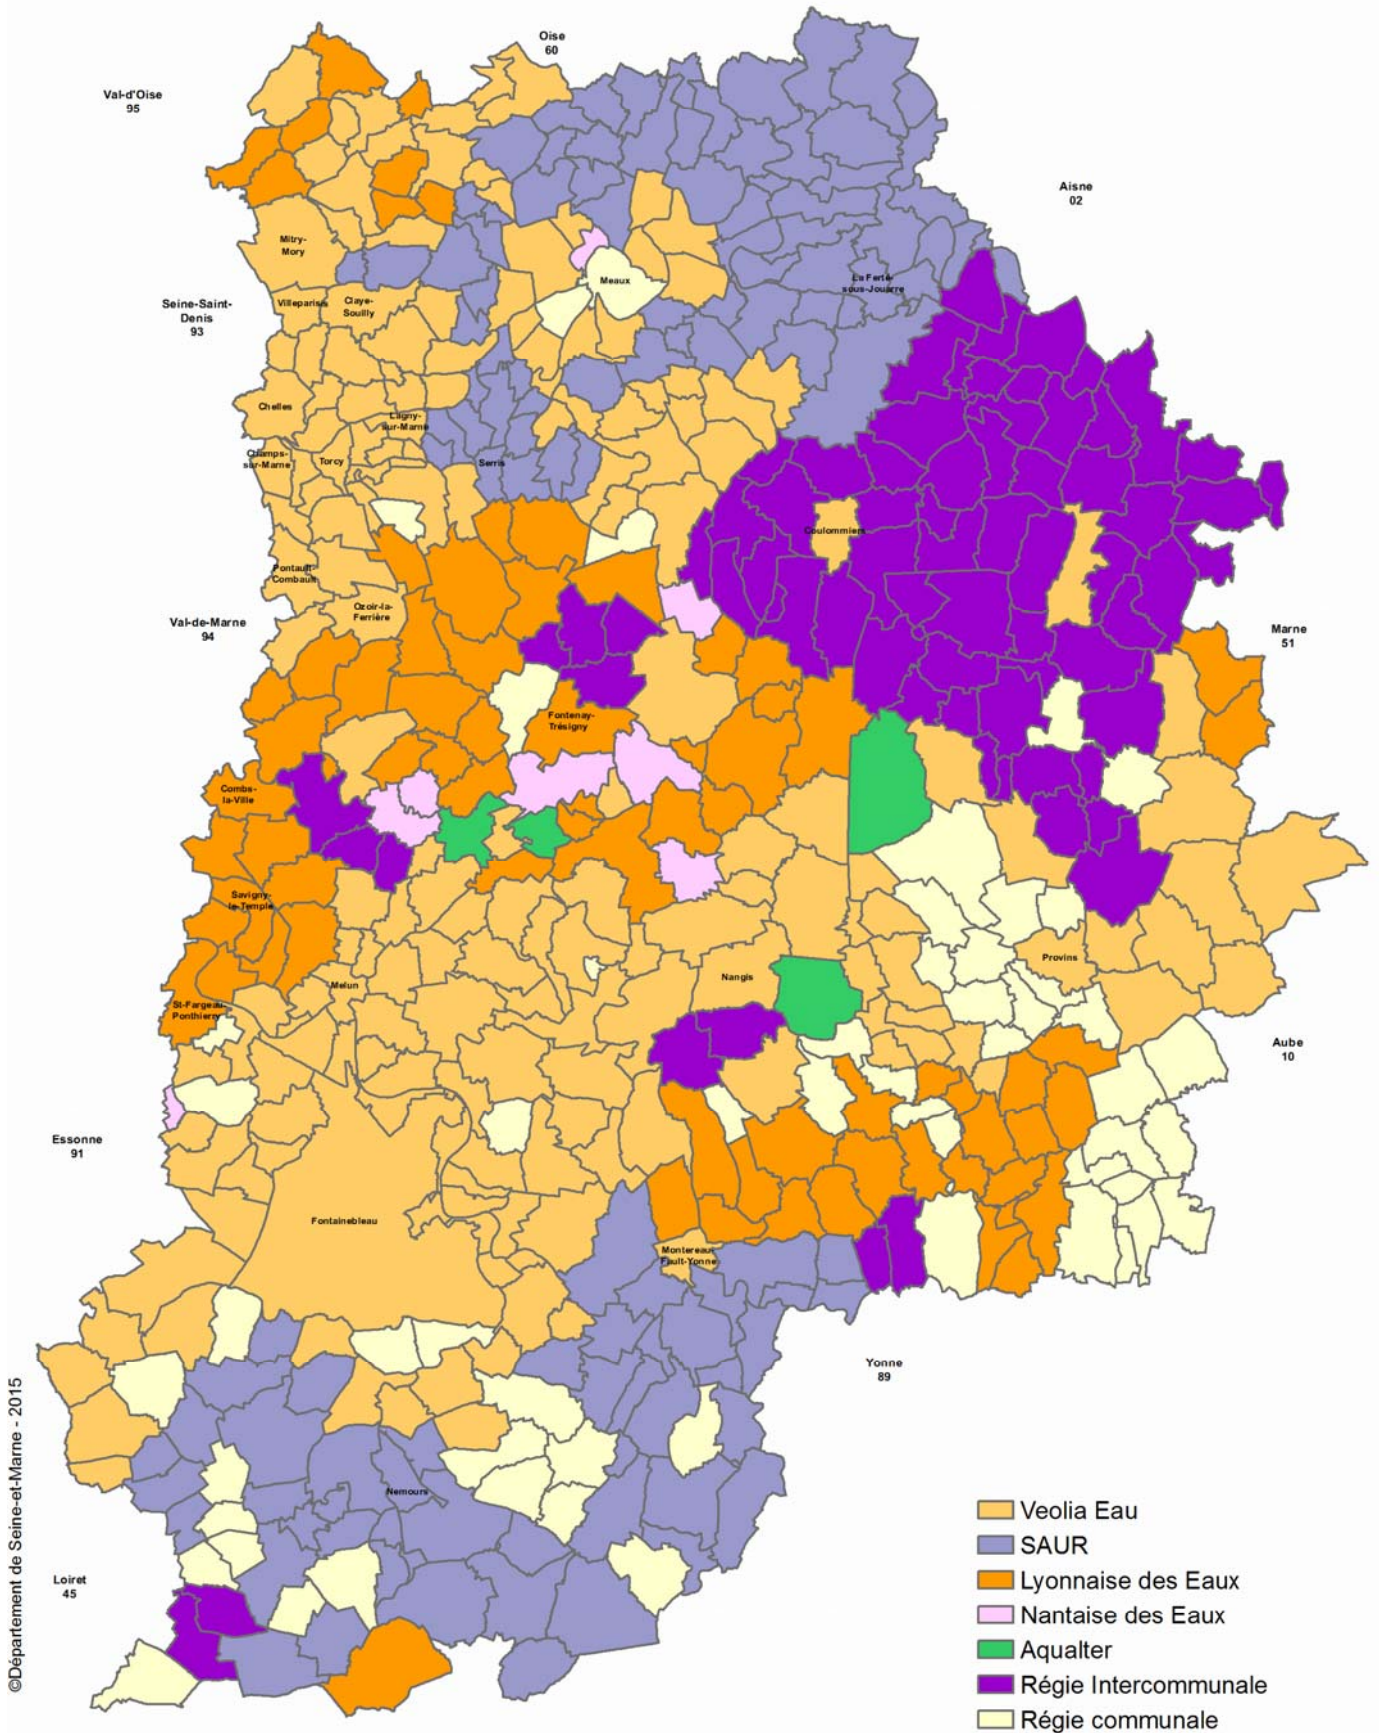 Oise
60
Val-d'Oise
95
Aisne
02
Mitry-
Mory
Meaux
La Ferté-
sous-Jouarre
Seine-Saint-
Denis
93
Villeparisis
Claye-
Souilly
Chelles
Lagny-
sur-Marne
Champs-
sur-Marne
Torcy
Serris
Coulommiers
Pontault-
Combault
Ozoir-la-
Ferrière
Val-de-Marne
94
Marne
51
Fontenay-
Trésigny
Combs-
la-Ville
Savigny-
le-Temple
Provins
Nangis
Melun
St-Fargeau-
Ponthierry
Aube
10
Essonne
91
Fontainebleau
Montereau-
Fault-Yonne
Yonne
89
Nemours
Loiret
45
©Département de Seine-et-Marne - 2015
Veolia Eau
SAUR
Lyonnaise des Eaux
Nantaise des Eaux
Aqualter
Régie Intercommunale
Régie communale